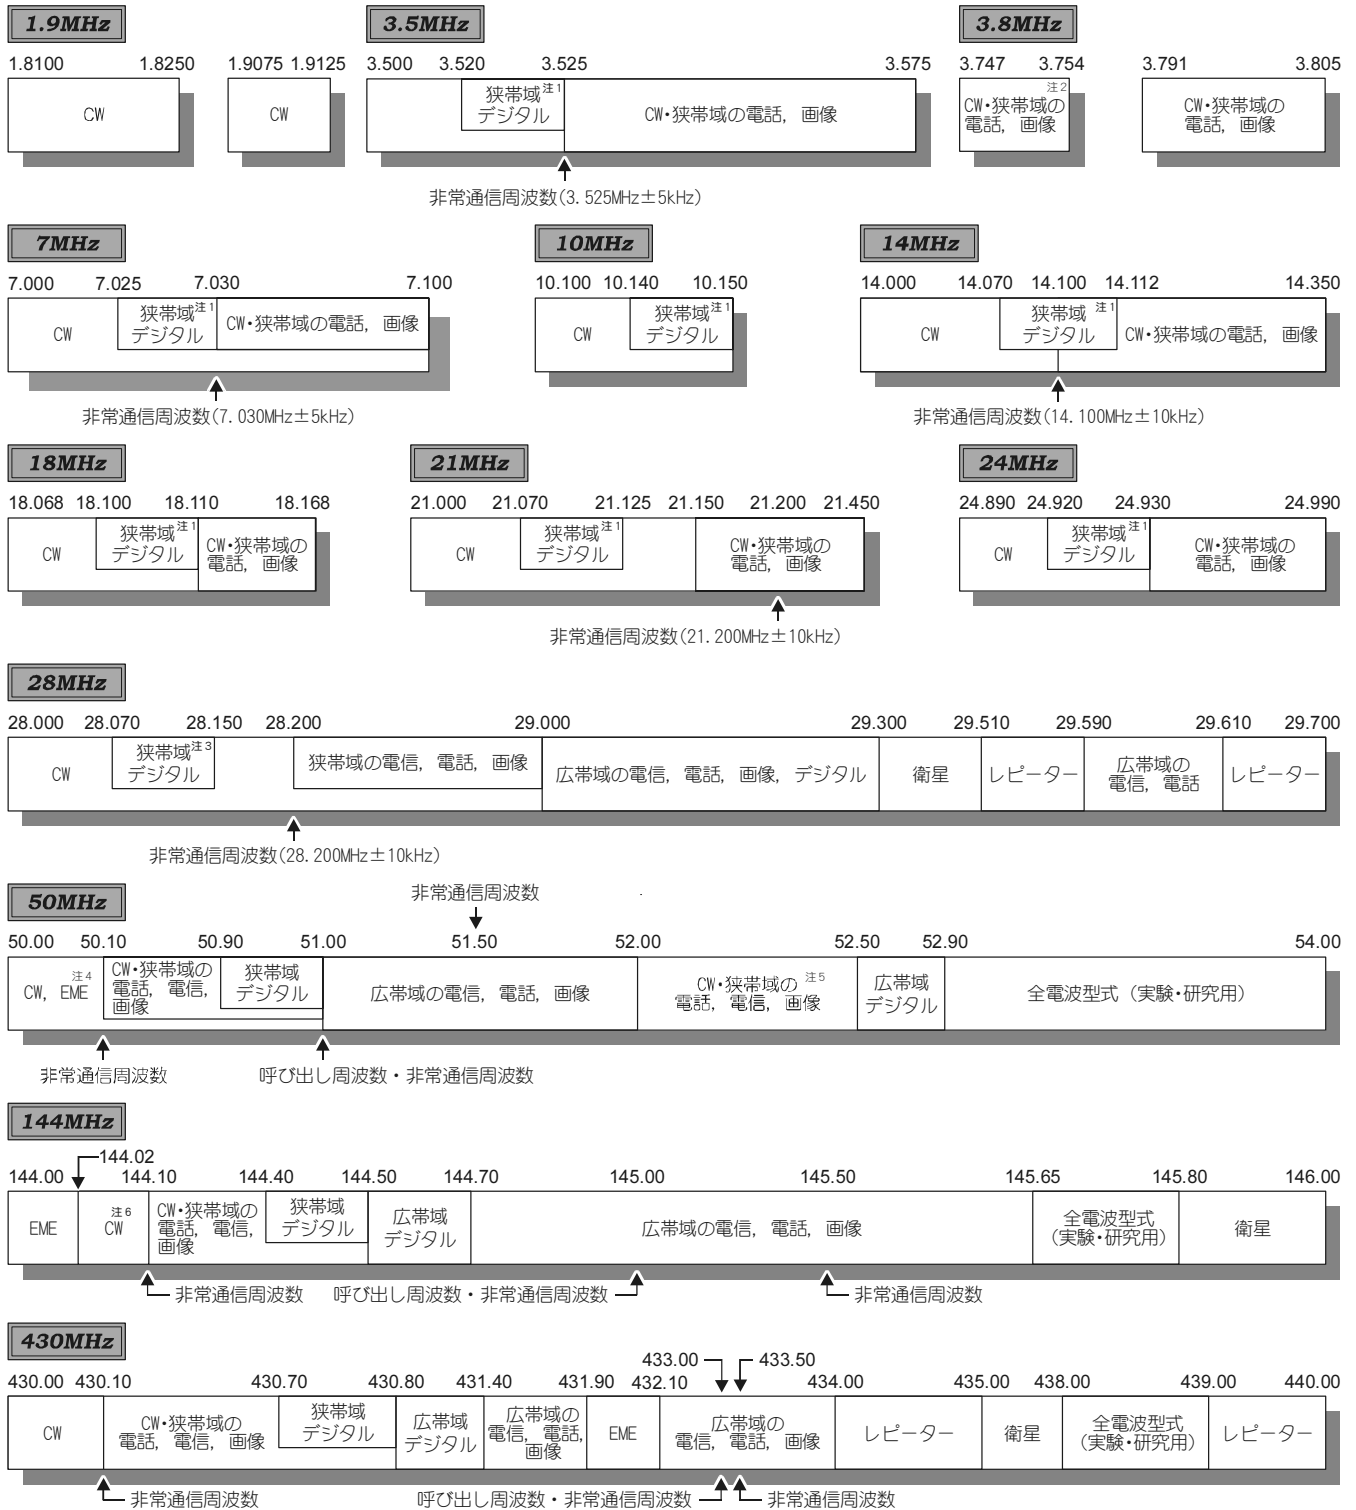 1.9MHz 3.5MHz 3.8MHz
1.8100 1.8250 1.9075 1.9125 3.500 3.520 3.525 3.575 3.747 3.754 3.791 3.805
CW CW 狭帯域注1 CW・狭帯域の電話, 画像 注2
デジタル CW・狭帯域の CW・狭帯域の
電話, 画像 電話, 画像
非常通信周波数(3.525MHz±5kHz)
7MHz 10MHz 14MHz
7.000 7.025 7.030 7.100 10.100 10.140 10.150 14.000 14.070 14.100 14.112 14.350
CW 狭帯域注1 CW・狭帯域の電話, 画像 CW 狭帯域注1 CW 狭帯域 注1 CW・狭帯域の電話, 画像
デジタル デジタル デジタル
非常通信周波数(7.030MHz±5kHz) 非常通信周波数(14.100MHz±10kHz)
18MHz 21MHz 24MHz
18.068 18.100 18.110 18.168 21.000 21.070 21.125 21.150 21.200 21.450 24.890 24.920 24.930 24.990
CW 狭帯域注1 CW・狭帯域の CW 狭帯域注1 CW・狭帯域の CW 狭帯域注1 CW・狭帯域の
デジタル 電話, 画像 デジタル 電話, 画像 デジタル 電話, 画像
非常通信周波数(21.200MHz±10kHz)
28MHz
28.000 28.070 28.150 28.200 29.000 29.300 29.510 29.590 29.610 29.700
CW 狭帯域注3 狭帯域の電信, 電話, 画像 広帯域の電信, 電話, 画像, デジタル 衛星 レピーター 広帯域の レピーター
デジタル 電信, 電話
非常通信周波数(28.200MHz±10kHz)
50MHz 非常通信周波数
50.00 50.10 50.90 51.00 51.50 52.00 52.50 52.90 54.00
注4 CW・狭帯域の 狭帯域 CW・狭帯域の 注5 広帯域
CW, EME 電話, 電信, デジタル 広帯域の電信, 電話, 画像 電話, 電信, 画像 デジタル 全電波型式 (実験・研究用)
画像
非常通信周波数 呼び出し周波数・非常通信周波数
144MHz
144.02
144.00 144.10 144.40 144.50 144.70 145.00 145.50 145.65 145.80 146.00
EME 注6 CW・狭帯域の 狭帯域 広帯域 広帯域の電信, 電話, 画像 全電波型式 衛星
CW 電話, 電信, デジタル デジタル (実験・研究用)
画像
非常通信周波数 呼び出し周波数・非常通信周波数 非常通信周波数
430MHz
433.00 433.50
430.00 430.10 430.70 430.80 431.40 431.90 432.10 434.00 435.00 438.00 439.00 440.00
CW CW・狭帯域の 狭帯域 広帯域 広帯域の EME 広帯域の レピーター 衛星 全電波型式 レピーター
電話, 電信, 画像 デジタル デジタル 電信, 電話, 電信, 電話, 画像 (実験・研究用)
画像
非常通信周波数 呼び出し周波数・非常通信周波数 非常通信周波数